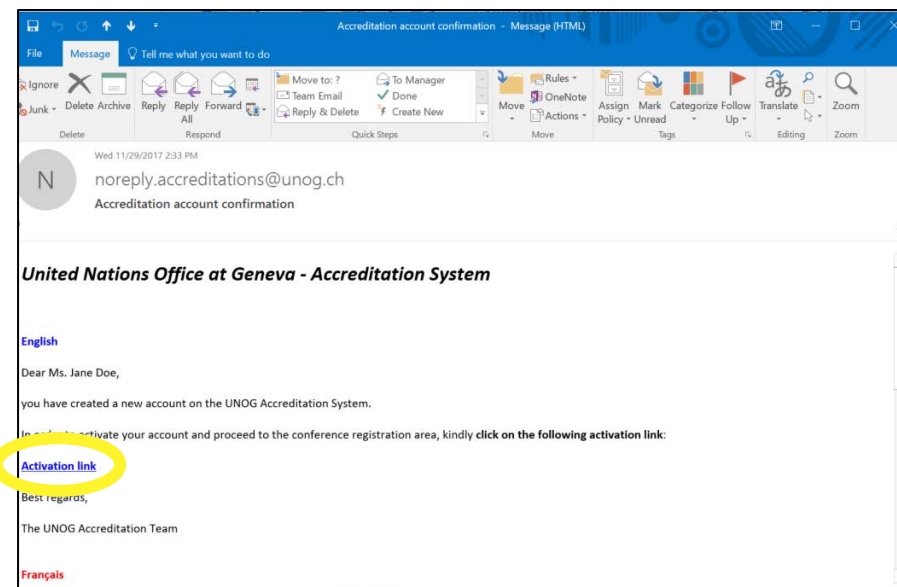 Accreditation account confirmation - Message (HTML)
File Message Tell me what you want to do
Ignore
Junk
Delete
Archive
Reply
Reply All
Forward
Move to: ?
Team Email
Reply & Delete
To Manager
Done
Create New
Move
Rules
OneNote
Actions
Assign Policy
Mark Unread
Categorize
Follow Up
Translate
Zoom
Delete Respond Quick Steps Move Tags Editing Zoom
Wed 11/29/2017 2:33 PM
N
noreply.accreditations@unog.ch
Accreditation account confirmation
United Nations Office at Geneva - Accreditation System
English
Dear Ms. Jane Doe,
you have created a new account on the UNOG Accreditation System.
In order to activate your account and proceed to the conference registration area, kindly click on the following activation link:
Activation link
Best regards,
The UNOG Accreditation Team
Français